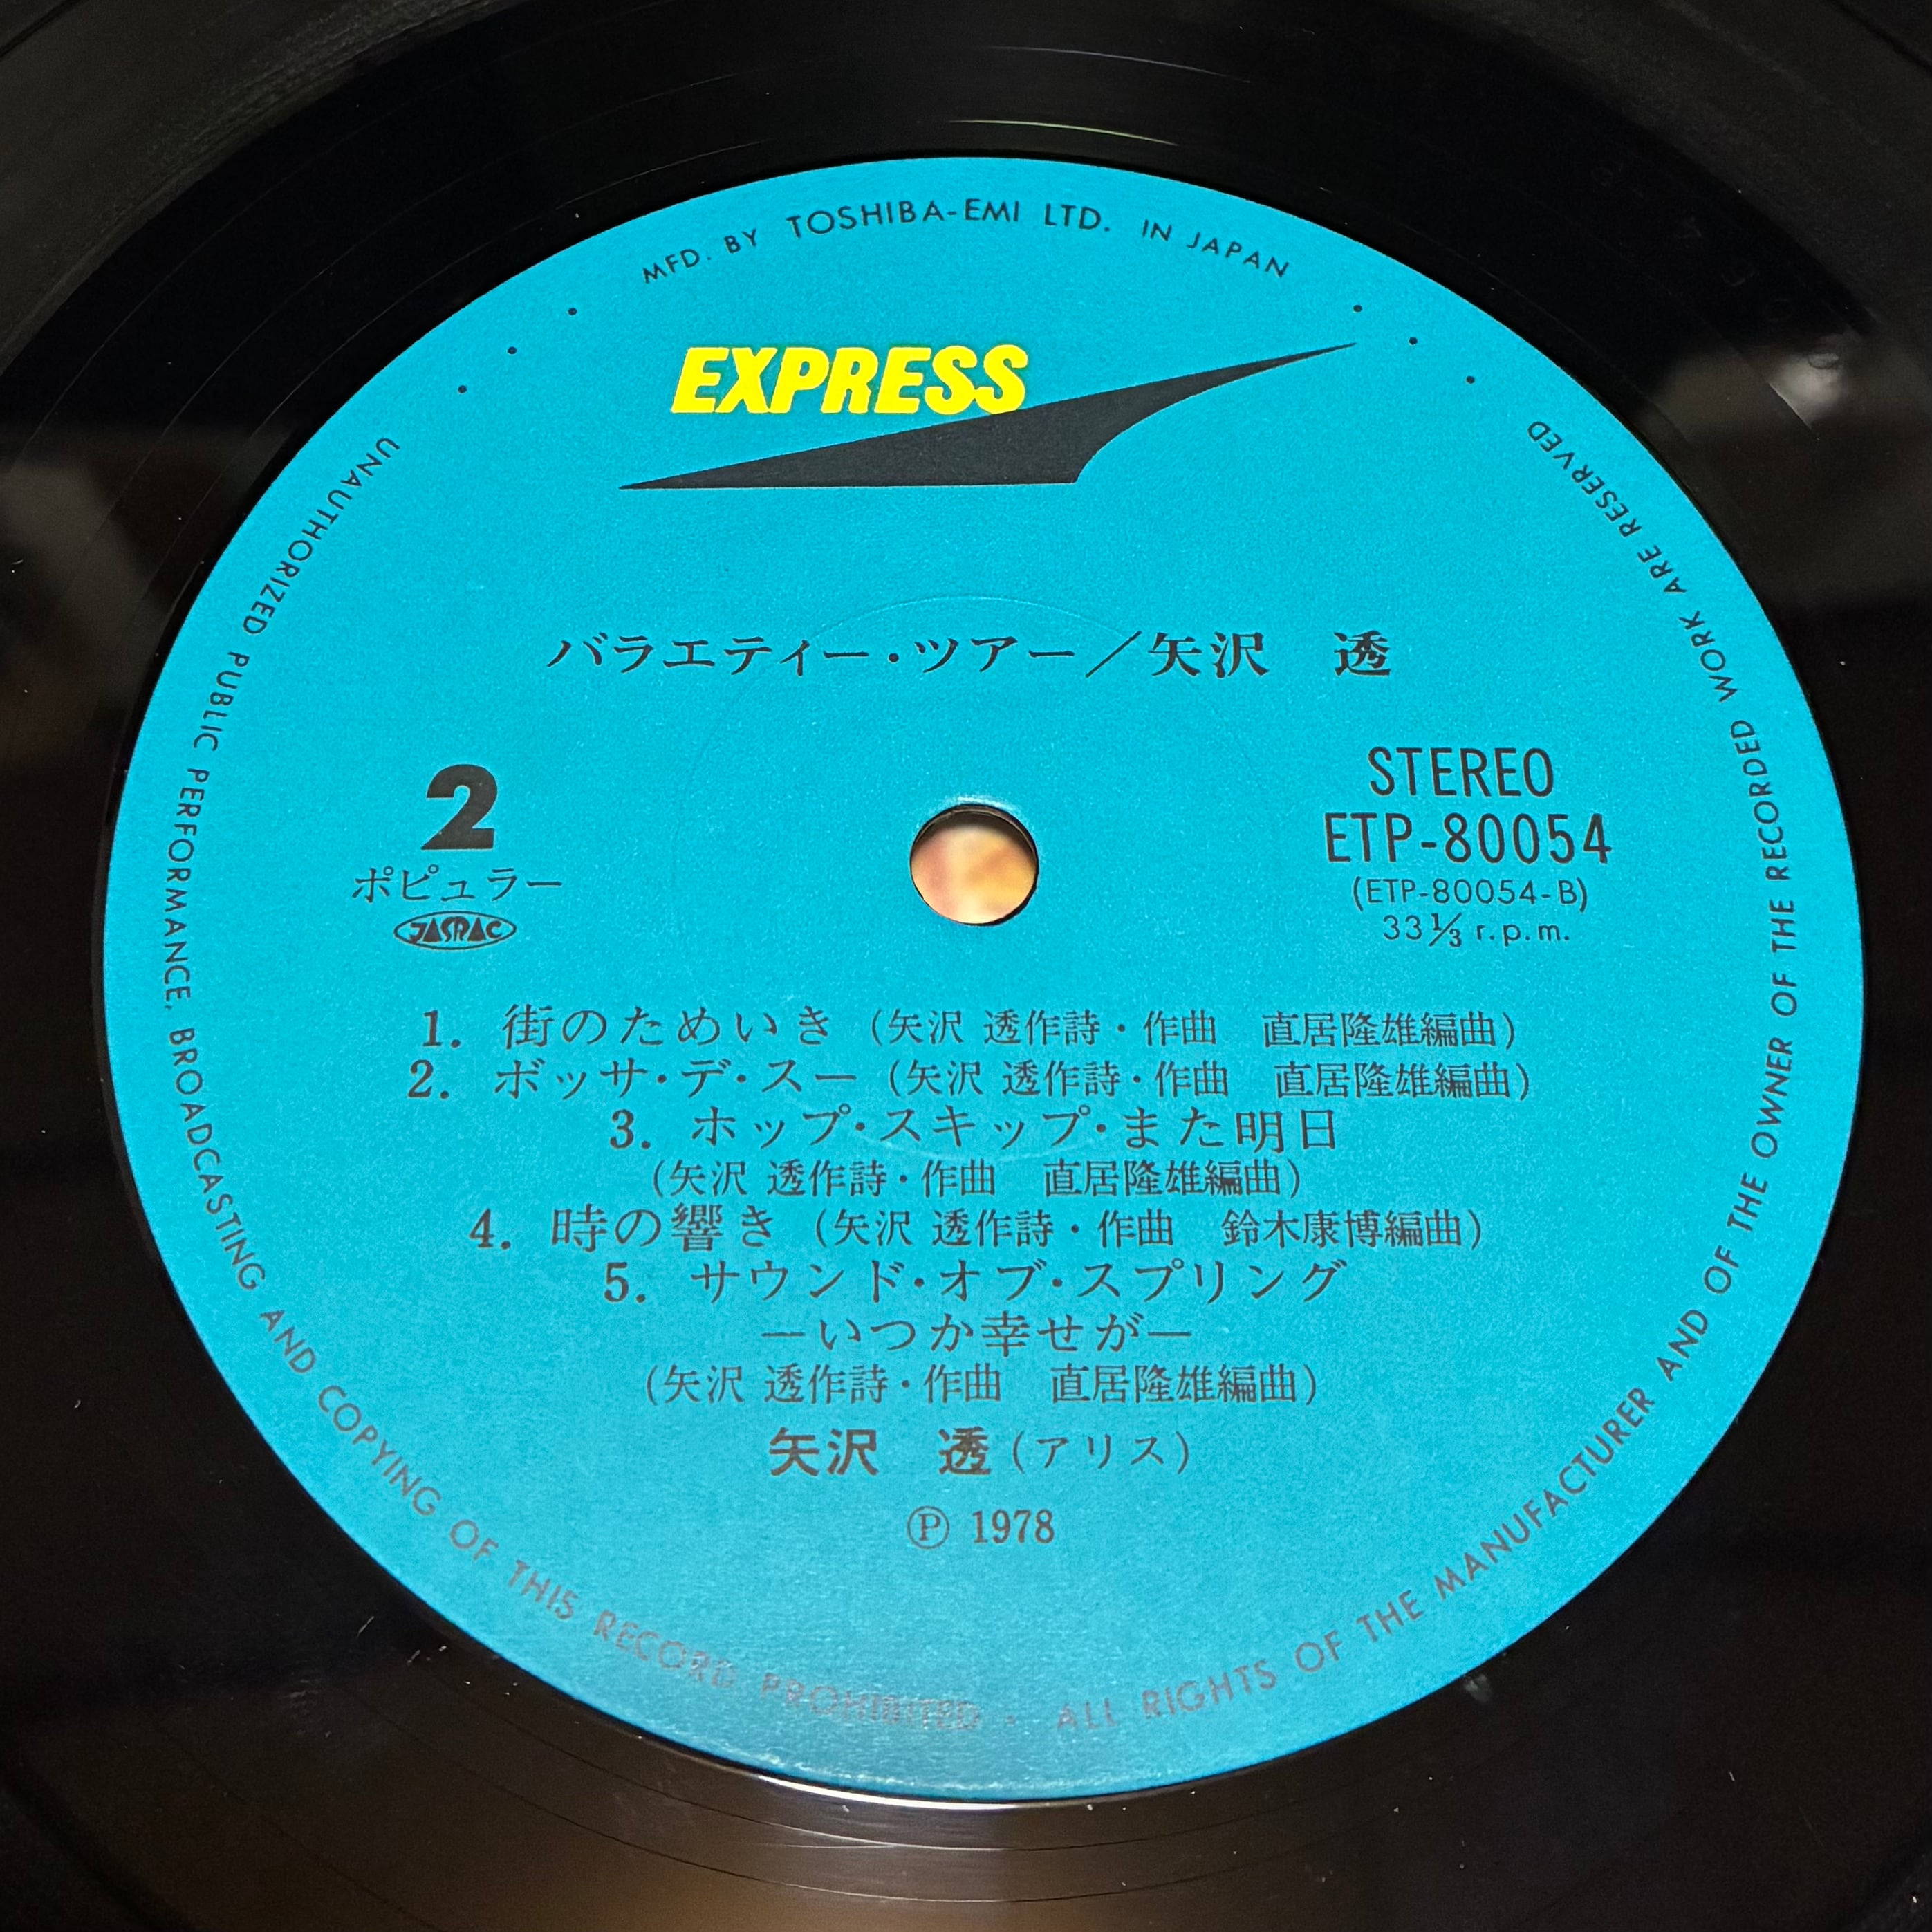 MFD. BY TOSHIBA-EMI LTD. IN JAPAN
EXPRESS
バラエティー・ツアー／矢沢　透
2
ポピュラー
JASRAC
STEREO
ETP-80054
(ETP-80054-B)
33⅓ r.p.m.
1. 街のためいき（矢沢 透作詩・作曲　直居隆雄編曲）
2. ボッサ・デ・スー（矢沢 透作詩・作曲　直居隆雄編曲）
3. ホップ・スキップ・また明日
（矢沢 透作詩・作曲　直居隆雄編曲）
4. 時の響き（矢沢 透作詩・作曲　鈴木康博編曲）
5. サウンド・オブ・スプリング
―いつか幸せが―
（矢沢 透作詩・作曲　直居隆雄編曲）
矢沢　透（アリス）
Ⓟ 1978
UNAUTHORIZED PUBLIC PERFORMANCE, BROADCASTING AND COPYING OF THIS RECORD PROHIBITED · ALL RIGHTS OF THE MANUFACTURER AND OF THE OWNER OF THE RECORDED WORK ARE RESERVED